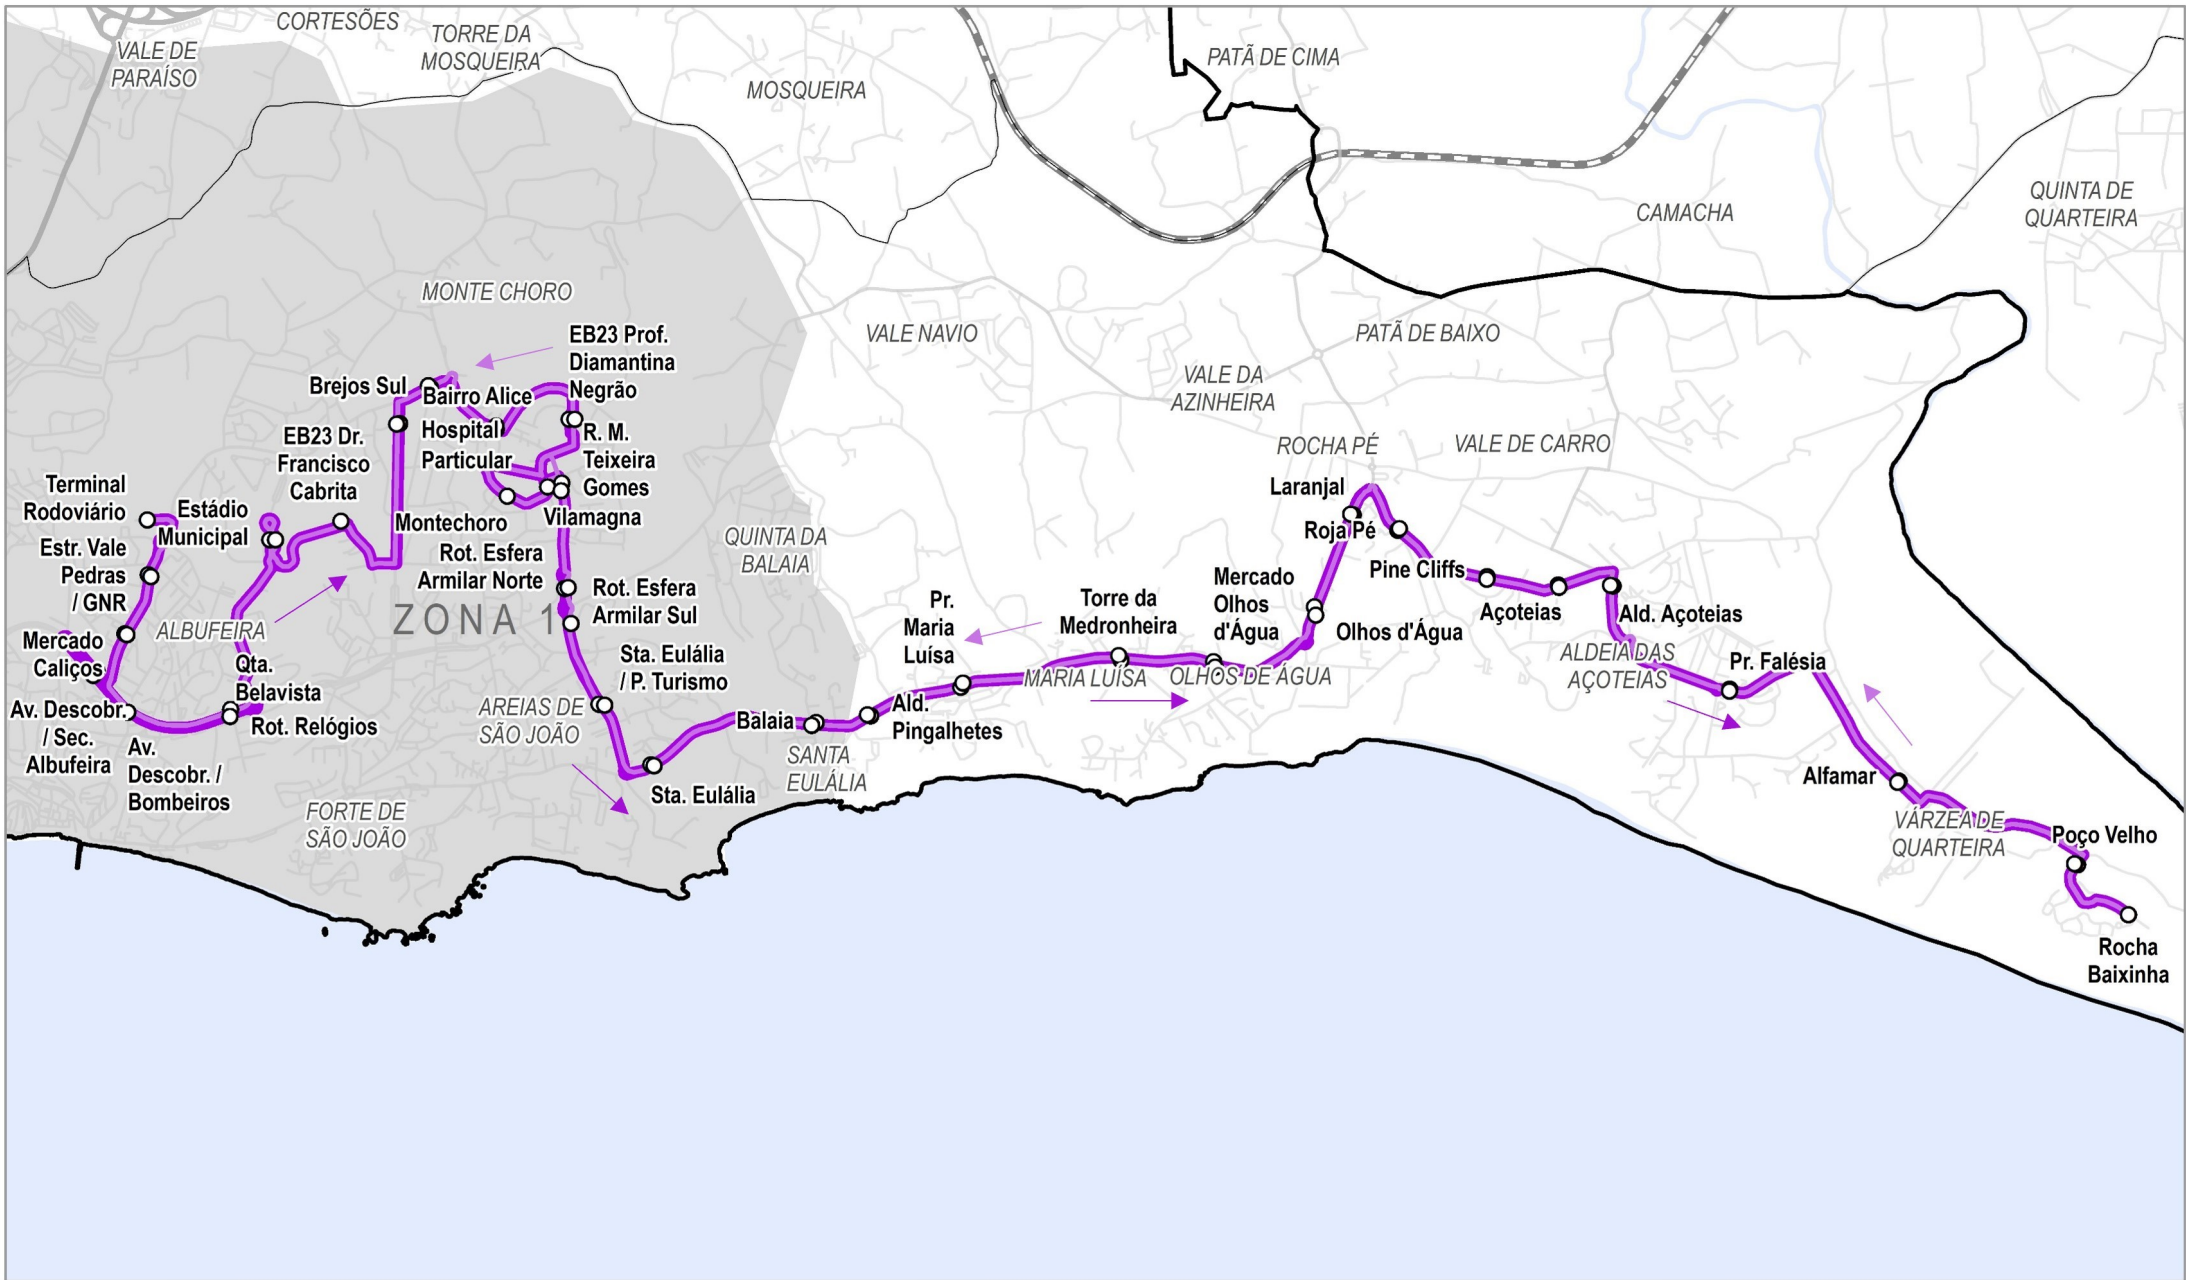 CORTESÕES
VALE DE
PARAÍSO
TORRE DA
MOSQUEIRA
MOSQUEIRA
PATÃ DE CIMA
CAMACHA
QUINTA DE
QUARTEIRA
MONTE CHORO
VALE NAVIO
PATÃ DE BAIXO
VALE DA
AZINHEIRA
ROCHA PÉ
VALE DE CARRO
EB23 Prof.
Diamantina
Negrão
Brejos Sul
Bairro Alice
Hospital
Particular
R. M.
Teixeira
Gomes
EB23 Dr.
Francisco
Cabrita
Terminal
Rodoviário
Estádio
Municipal
Montechoro
Vilamagna
Estr. Vale
Pedras
/ GNR
Rot. Esfera
Armilar Norte
Rot. Esfera
Armilar Sul
QUINTA DA
BALAIA
ZONA 1
ALBUFEIRA
Mercado
Caliços
Qta.
Belavista
Av. Descobr.
/ Sec.
Albufeira
Rot. Relógios
Av.
Descobr. /
Bombeiros
Sta. Eulália
/ P. Turismo
AREIAS DE
SÃO JOÃO
FORTE DE
SÃO JOÃO
Sta. Eulália
Balaia
SANTA
EULÁLIA
Ald.
Pingalhetes
Pr.
Maria
Luísa
Torre da
Medronheira
MARIA LUÍSA
OLHOS DE ÁGUA
Mercado
Olhos
d'Água
Olhos d'Água
Laranjal
Roja Pé
Pine Cliffs
Açoteias
Ald. Açoteias
ALDEIA DAS
AÇOTEIAS
Pr. Falésia
Alfamar
VÁRZEA DE
QUARTEIRA
Poço Velho
Rocha
Baixinha